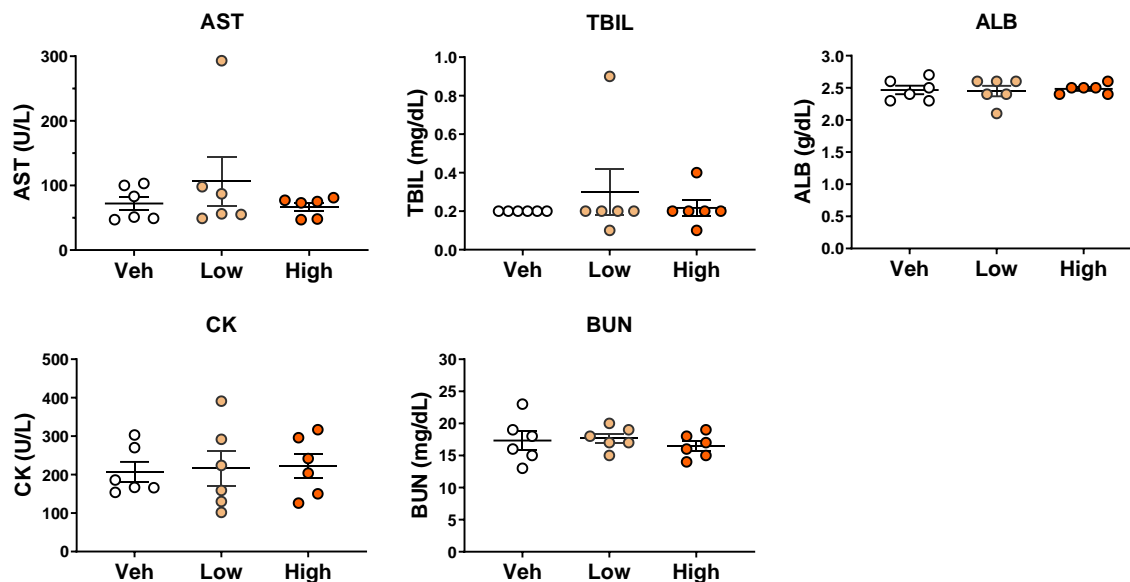 AST
TBIL
ALB
AST (U/L)
300
200
100
0
Veh
Low
High
TBIL (mg/dL)
1.0
0.8
0.6
0.4
0.2
0.0
Veh
Low
High
ALB (g/dL)
3.0
2.5
2.0
1.5
1.0
0.5
0.0
Veh
Low
High
CK
BUN
CK (U/L)
500
400
300
200
100
0
Veh
Low
High
BUN (mg/dL)
30
25
20
15
10
5
0
Veh
Low
High